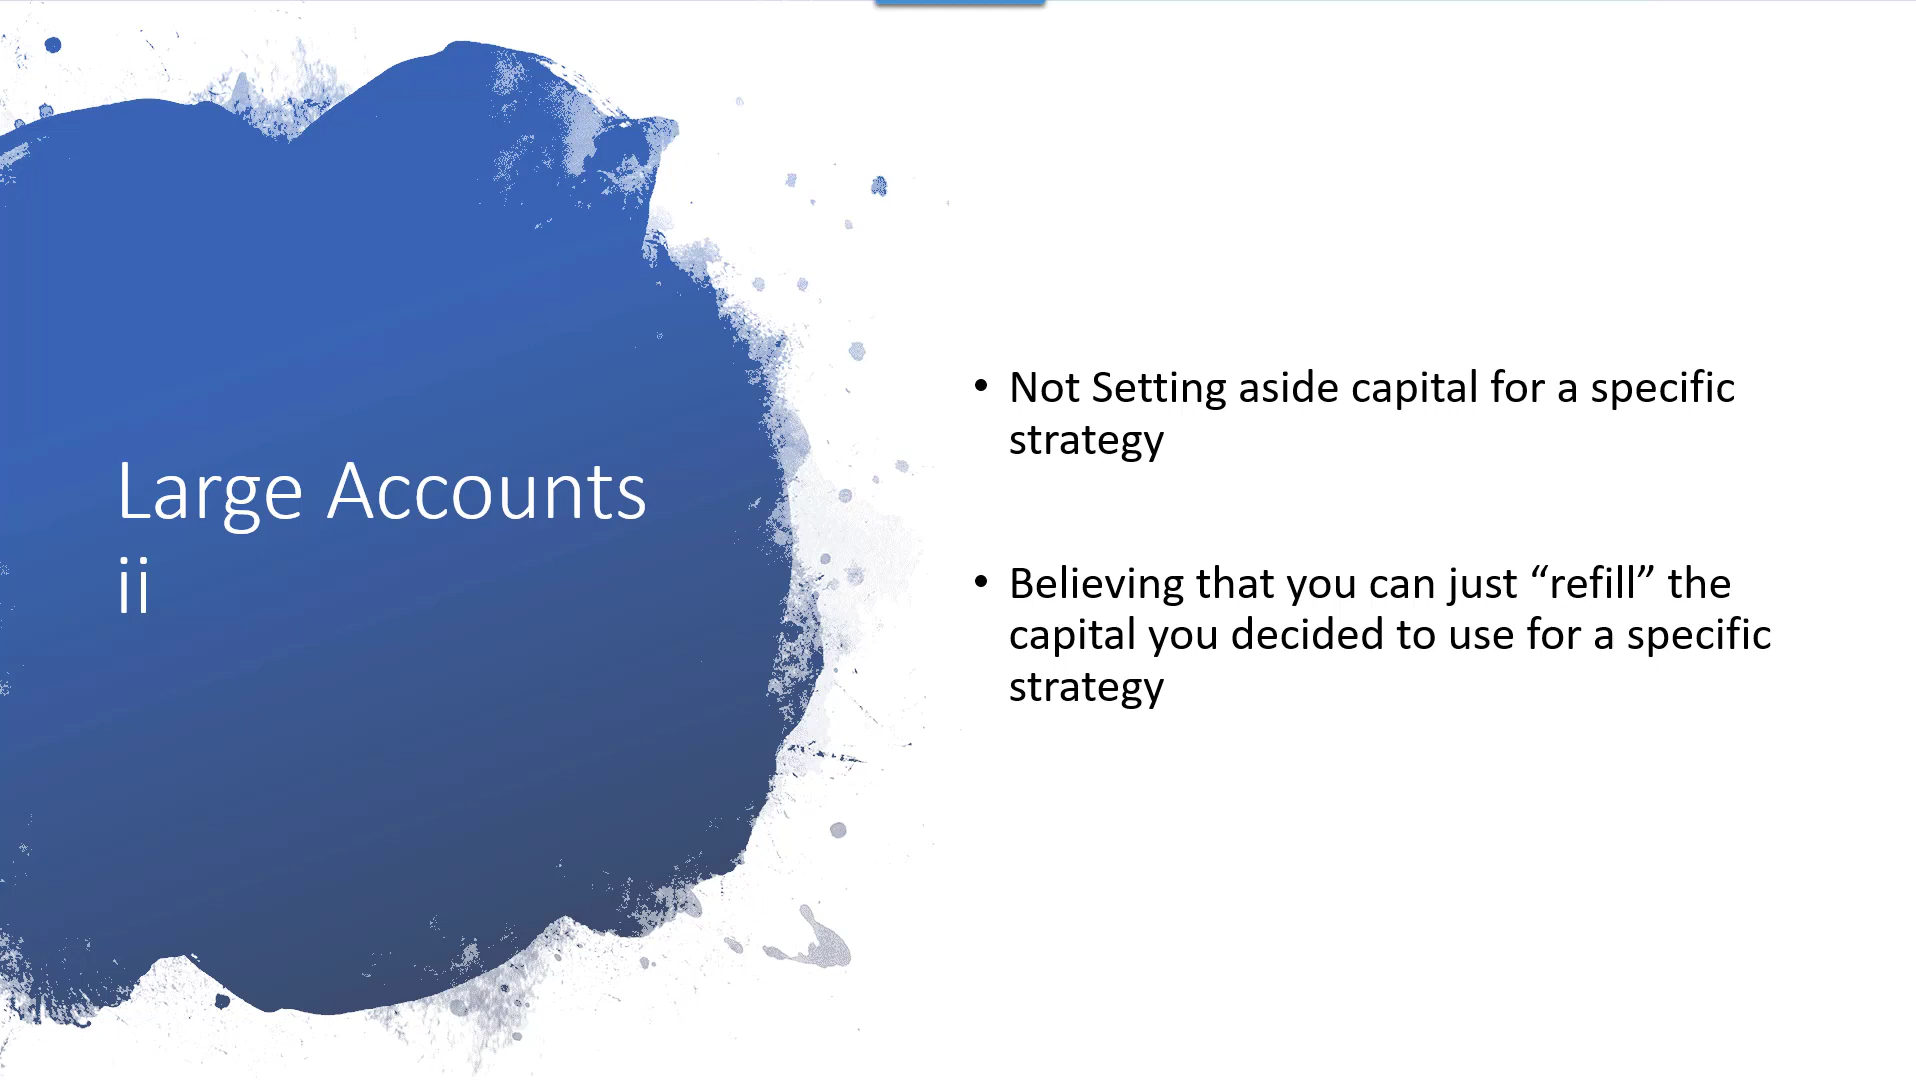 Large Accounts
ii
• Not Setting aside capital for a specific
strategy
• Believing that you can just “refill” the
capital you decided to use for a specific
strategy